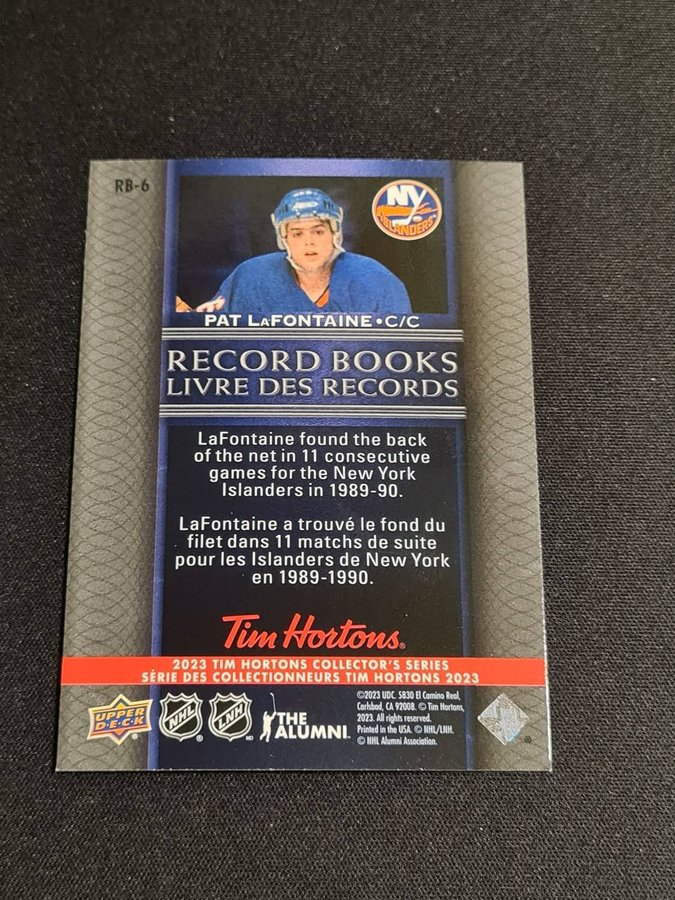 RB-6
NY
ISLANDERS
PAT LAFONTAINE • C/C
RECORD BOOKS
LIVRE DES RECORDS
LaFontaine found the back
of the net in 11 consecutive
games for the New York
Islanders in 1989-90.
LaFontaine a trouvé le fond du
filet dans 11 matchs de suite
pour les Islanders de New York
en 1989-1990.
Tim Hortons®
2023 TIM HORTONS COLLECTOR'S SERIES
SÉRIE DES COLLECTIONNEURS TIM HORTONS 2023
UPPER
D·E·C·K
NHL ®
LNH MD
THE
ALUMNI
©2023 UDC. 5830 El Camino Real,
Carlsbad, CA 92008. © Tim Hortons,
2023. All rights reserved.
Printed in the USA. © NHL/LNH.
© NHL Alumni Association.
®